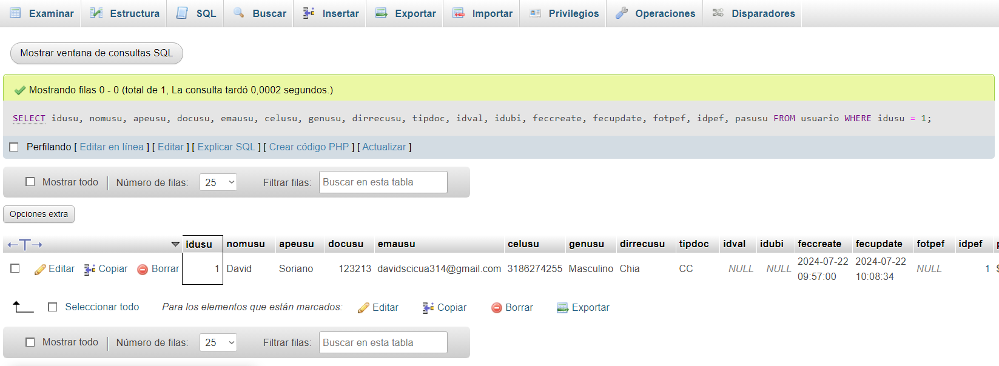 Examinar Estructura SQL Buscar Insertar Exportar Importar Privilegios Operaciones Disparadores
Mostrar ventana de consultas SQL
Mostrando filas 0 - 0 (total de 1, La consulta tardó 0,0002 segundos.)
SELECT idusu, nomusu, apeusu, docusu, emausu, celusu, genusu, dirrecusu, tipdoc, idval, idubi, feccreate, fecupdate, fotpef, idpef, pasusu FROM usuario WHERE idusu = 1;
Perfilando [ Editar en línea ] [ Editar ] [ Explicar SQL ] [ Crear código PHP ] [ Actualizar ]
Mostrar todo Número de filas: 25 Filtrar filas: Buscar en esta tabla
Opciones extra
←T→ idusu nomusu apeusu docusu emausu celusu genusu dirrecusu tipdoc idval idubi feccreate fecupdate fotpef idpef
Editar Copiar Borrar 1 David Soriano 123213 davidscicua314@gmail.com 3186274255 Masculino Chia CC NULL NULL 2024-07-22 09:57:00 2024-07-22 10:08:34 NULL 1
Seleccionar todo Para los elementos que están marcados: Editar Copiar Borrar Exportar
Mostrar todo Número de filas: 25 Filtrar filas: Buscar en esta tabla